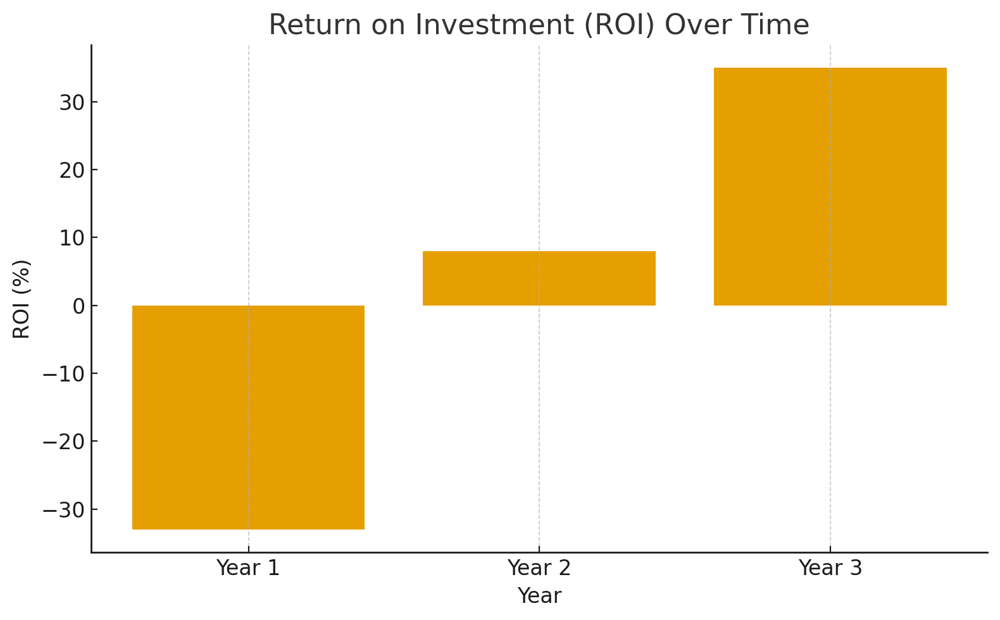 Return on Investment (ROI) Over Time
ROI (%)
30
20
10
0
−10
−20
−30
Year 1 Year 2 Year 3
Year